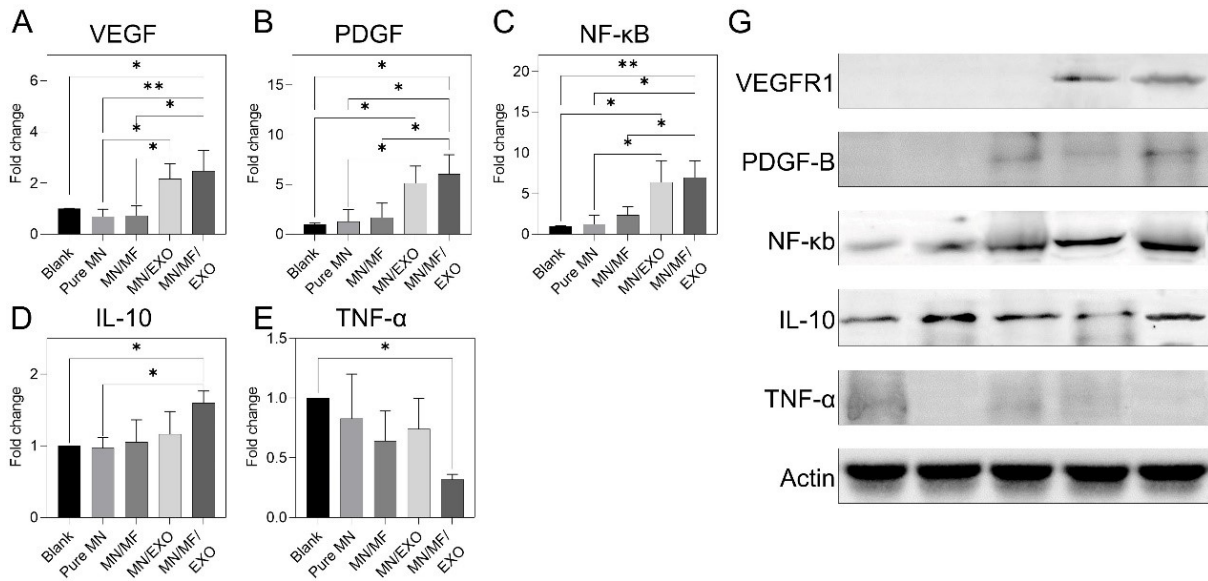 A
VEGF
Fold change
6
4
2
0
*
**
*
*
*
Blank
Pure MN
MN/MF
MN/EXO
MN/MF/
EXO
B
PDGF
Fold change
15
10
5
0
*
*
*
*
*
Blank
Pure MN
MN/MF
MN/EXO
MN/MF/
EXO
C
NF-κB
Fold change
20
15
10
5
0
**
*
*
*
*
Blank
Pure MN
MN/MF
MN/EXO
MN/MF/
EXO
D
IL-10
Fold change
2
1
0
*
*
Blank
Pure MN
MN/MF
MN/EXO
MN/MF/
EXO
E
TNF-α
Fold change
1.5
1.0
0.5
0.0
*
Blank
Pure MN
MN/MF
MN/EXO
MN/MF/
EXO
G
VEGFR1
PDGF-B
NF-κb
IL-10
TNF-α
Actin